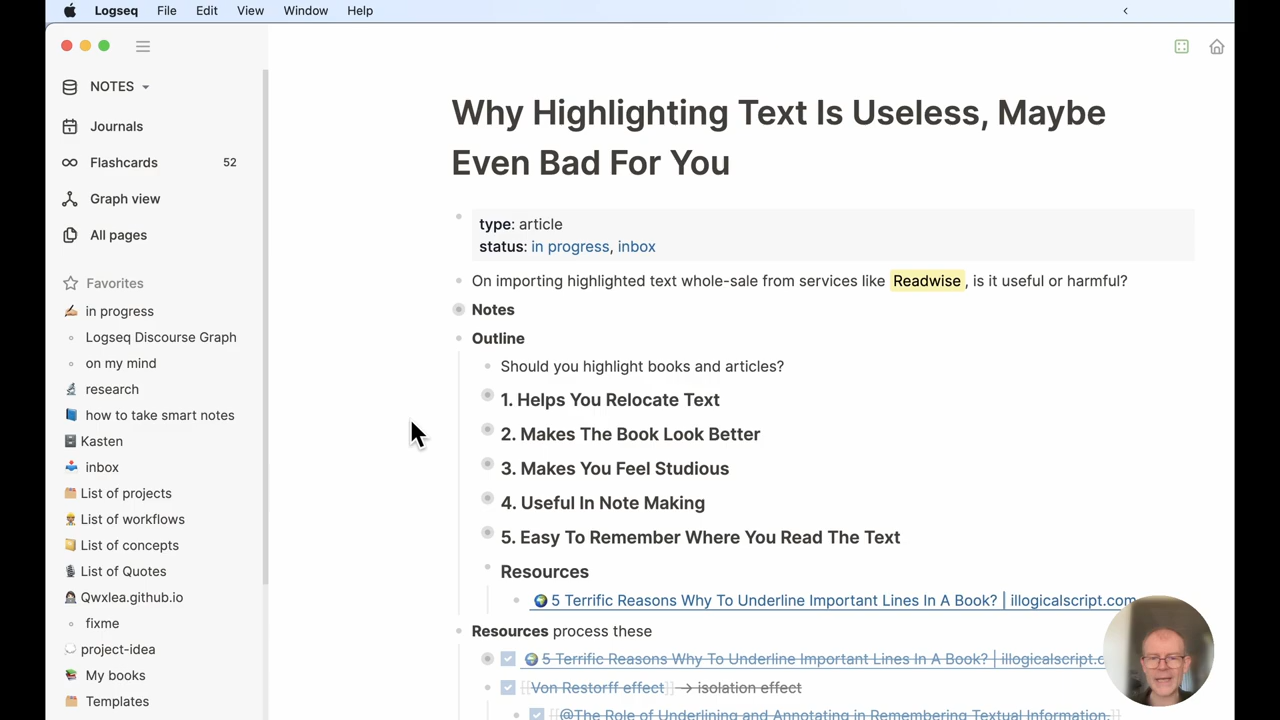 Logseq File Edit View Window Help
NOTES
Journals
Flashcards 52
Graph view
All pages
Favorites
in progress
Logseq Discourse Graph
on my mind
research
how to take smart notes
Kasten
inbox
List of projects
List of workflows
List of concepts
List of Quotes
Qwxlea.github.io
fixme
project-idea
My books
Templates
Why Highlighting Text Is Useless, Maybe
Even Bad For You
type: article
status: in progress, inbox
On importing highlighted text whole-sale from services like Readwise, is it useful or harmful?
Notes
Outline
Should you highlight books and articles?
1. Helps You Relocate Text
2. Makes The Book Look Better
3. Makes You Feel Studious
4. Useful In Note Making
5. Easy To Remember Where You Read The Text
Resources
5 Terrific Reasons Why To Underline Important Lines In A Book? | illogicalscript.com
Resources process these
5 Terrific Reasons Why To Underline Important Lines In A Book? | illogicalscript.c
[[Von Restorff effect]] → isolation effect
[[@The Role of Underlining and Annotating in Remembering Textual Information.]]